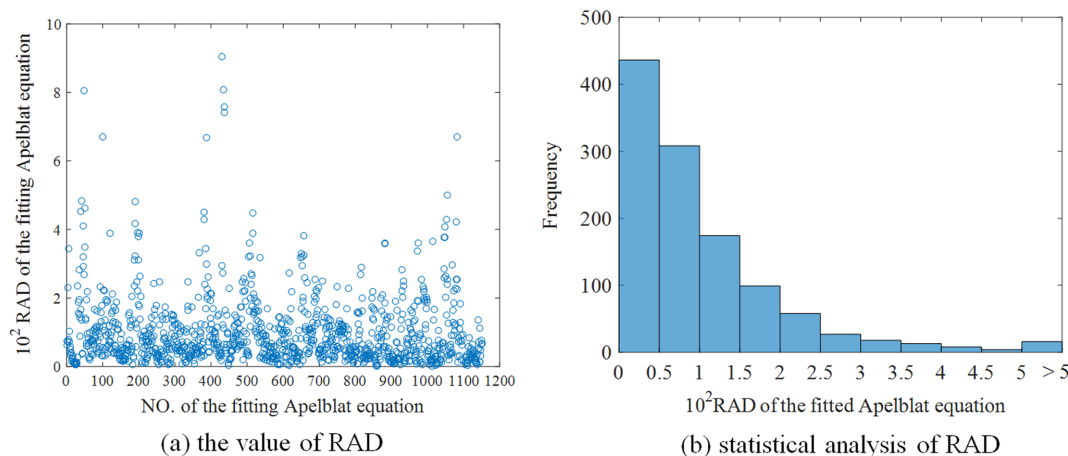 10
8
6
4
2
0
10² RAD of the fitting Apelblat equation
0 100 200 300 400 500 600 700 800 900 1000 1100 1200
NO. of the fitting Apelblat equation
(a) the value of RAD
500
400
300
200
100
0
Frequency
0 0.5 1 1.5 2 2.5 3 3.5 4 4.5 5 > 5
10²RAD of the fitted Apelblat equation
(b) statistical analysis of RAD